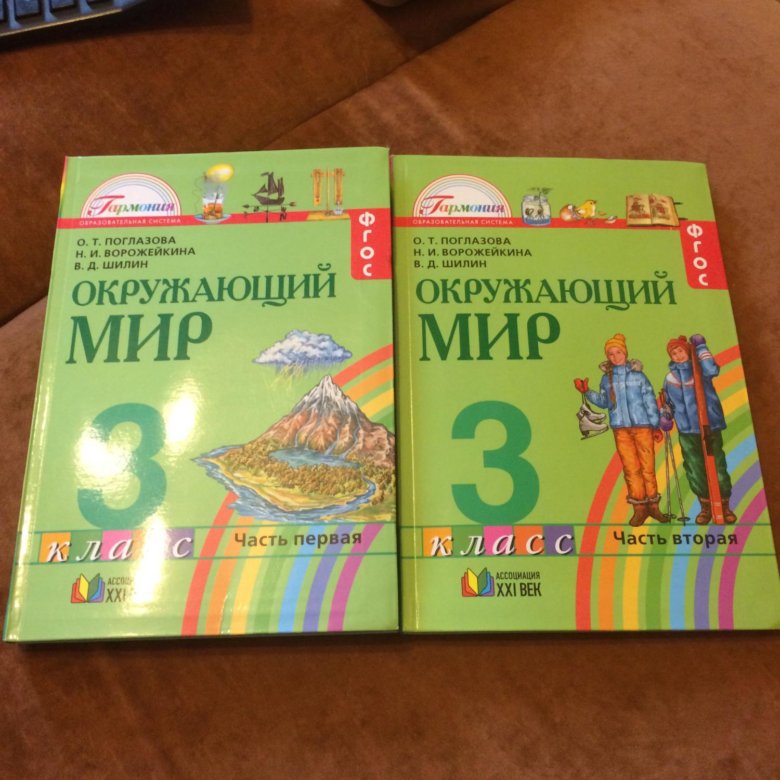 Гармония
ОБРАЗОВАТЕЛЬНАЯ СИСТЕМА
ФГОС
О. Т. ПОГЛАЗОВА
Н. И. ВОРОЖЕЙКИНА
В. Д. ШИЛИН
ОКРУЖАЮЩИЙ
МИР
3
класс
Часть первая
АССОЦИАЦИЯ
XXI ВЕК
Гармония
ОБРАЗОВАТЕЛЬНАЯ СИСТЕМА
ФГОС
О. Т. ПОГЛАЗОВА
Н. И. ВОРОЖЕЙКИНА
В. Д. ШИЛИН
ОКРУЖАЮЩИЙ
МИР
3
класс
Часть вторая
АССОЦИАЦИЯ
XXI ВЕК